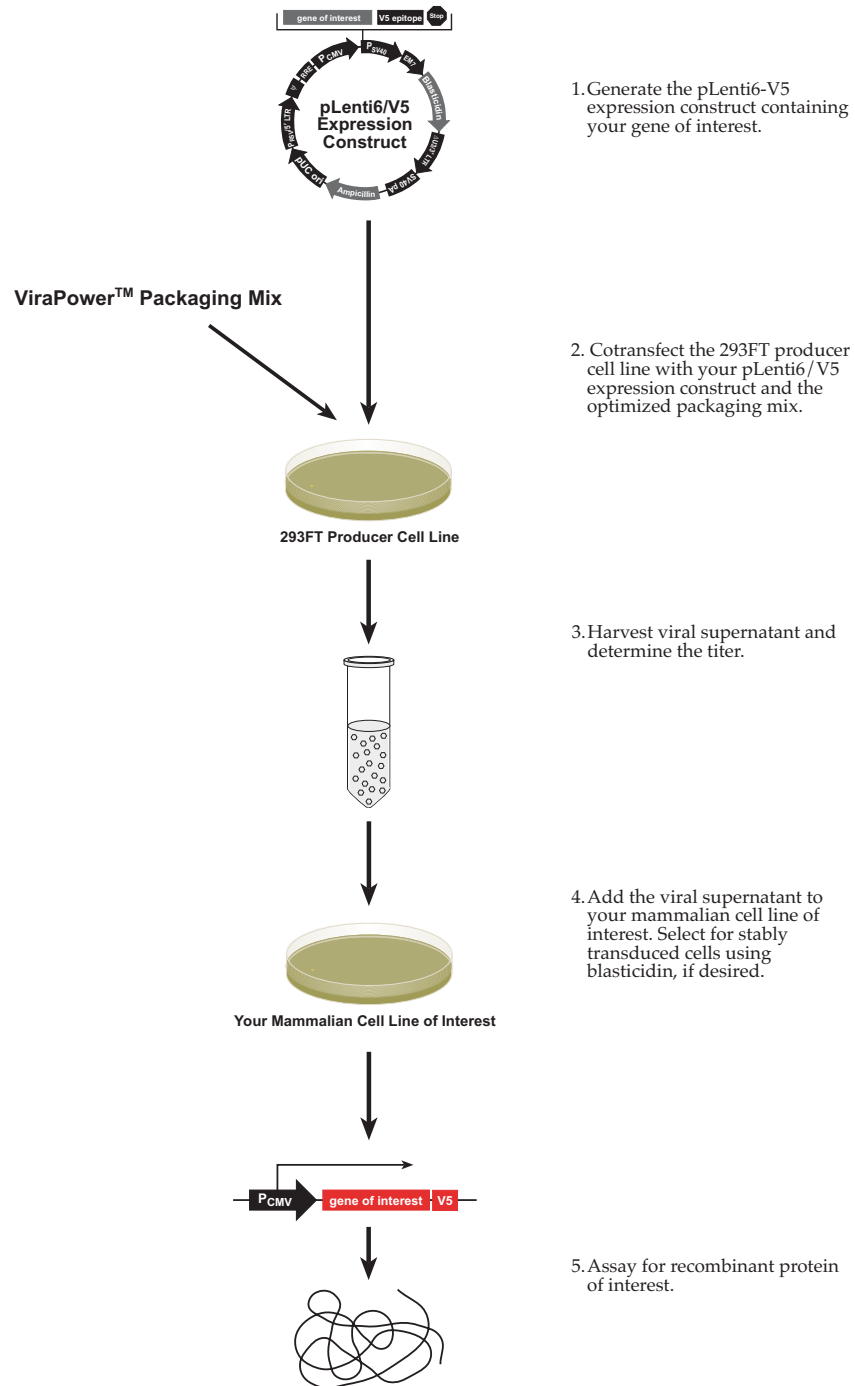 gene of interest V5 epitope Stop
PCMV
PSV40
EM7
Blasticidin
ΔU3/3' LTR
SV40 pA
Ampicillin
pUC ori
PRSV/5' LTR
Ψ
RRE
pLenti6/V5
Expression
Construct
1. Generate the pLenti6-V5
expression construct containing
your gene of interest.
ViraPower™ Packaging Mix
2. Cotransfect the 293FT producer
cell line with your pLenti6/V5
expression construct and the
optimized packaging mix.
293FT Producer Cell Line
3. Harvest viral supernatant and
determine the titer.
4. Add the viral supernatant to
your mammalian cell line of
interest. Select for stably
transduced cells using
blasticidin, if desired.
Your Mammalian Cell Line of Interest
PCMV gene of interest V5
5. Assay for recombinant protein
of interest.